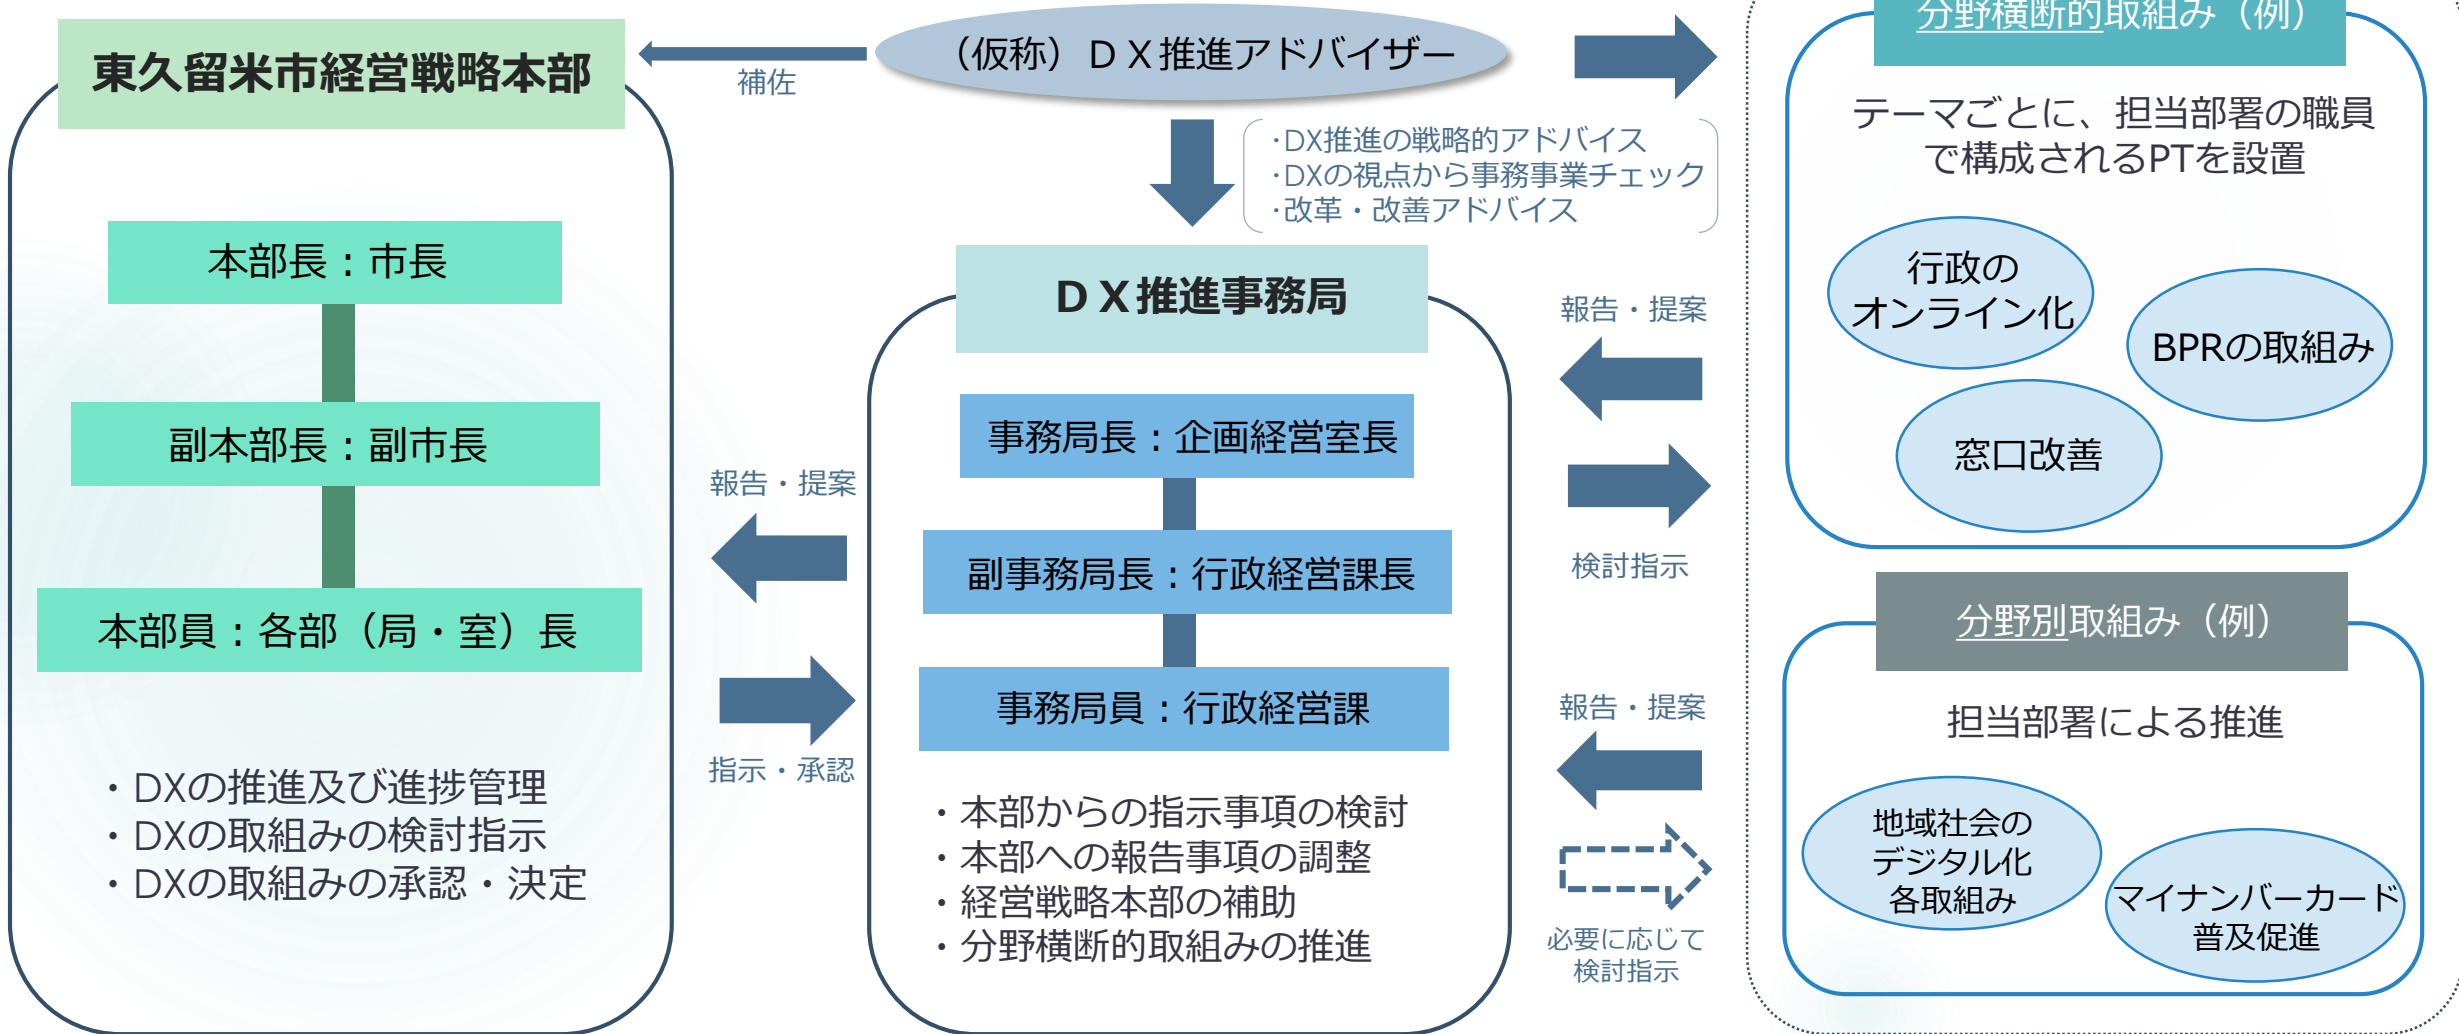 東久留米市経営戦略本部
本部長：市長
副本部長：副市長
本部員：各部（局・室）長
・DXの推進及び進捗管理
・DXの取組みの検討指示
・DXの取組みの承認・決定
補佐
（仮称）ＤＸ推進アドバイザー
・DX推進の戦略的アドバイス
・DXの視点から事務事業チェック
・改革・改善アドバイス
報告・提案
指示・承認
ＤＸ推進事務局
事務局長：企画経営室長
副事務局長：行政経営課長
事務局員：行政経営課
・本部からの指示事項の検討
・本部への報告事項の調整
・経営戦略本部の補助
・分野横断的取組みの推進
報告・提案
検討指示
報告・提案
必要に応じて
検討指示
分野横断的取組み（例）
テーマごとに、担当部署の職員
で構成されるPTを設置
行政の
オンライン化
BPRの取組み
窓口改善
分野別取組み（例）
担当部署による推進
地域社会の
デジタル化
各取組み
マイナンバーカード
普及促進